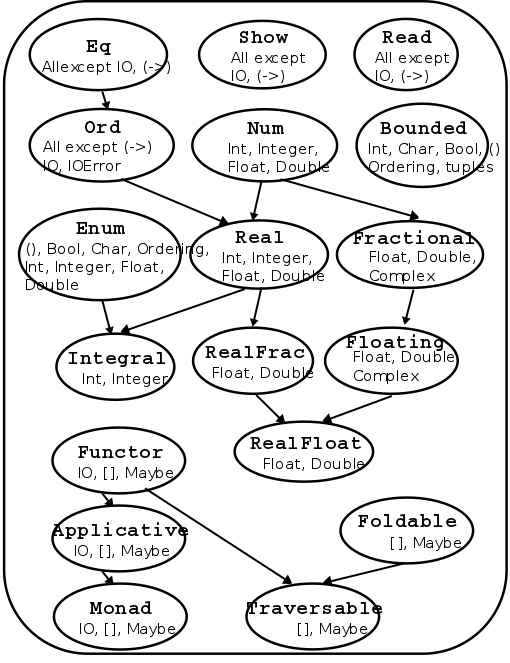 Eq
Allexcept IO, (->)
Show
All except
IO, (->)
Read
All except
IO, (->)
Ord
All except (->)
IO, IOError
Num
Int, Integer,
Float, Double
Bounded
Int, Char, Bool, ()
Ordering, tuples
Enum
(), Bool, Char, Ordering,
Int, Integer, Float,
Double
Real
Int, Integer,
Float, Double
Fractional
Float, Double,
Complex
Integral
Int, Integer
RealFrac
Float, Double
Floating
Float, Double
Complex
RealFloat
Float, Double
Functor
IO, [], Maybe
Applicative
IO, [], Maybe
Foldable
[], Maybe
Monad
IO, [], Maybe
Traversable
[], Maybe